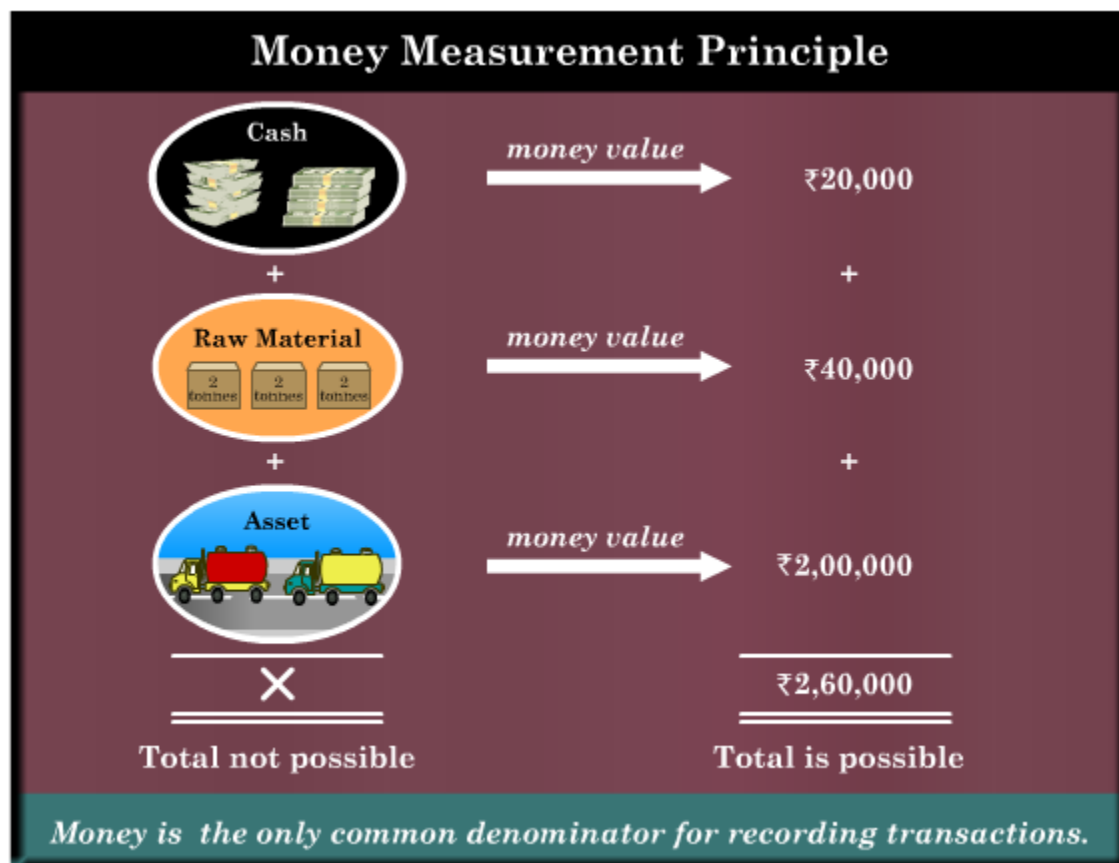 Money Measurement Principle
Cash
money value
₹20,000
+
+
Raw Material
2 tonnes
2 tonnes
2 tonnes
money value
₹40,000
+
+
Asset
money value
₹2,00,000
₹2,60,000
Total not possible
Total is possible
Money is the only common denominator for recording transactions.